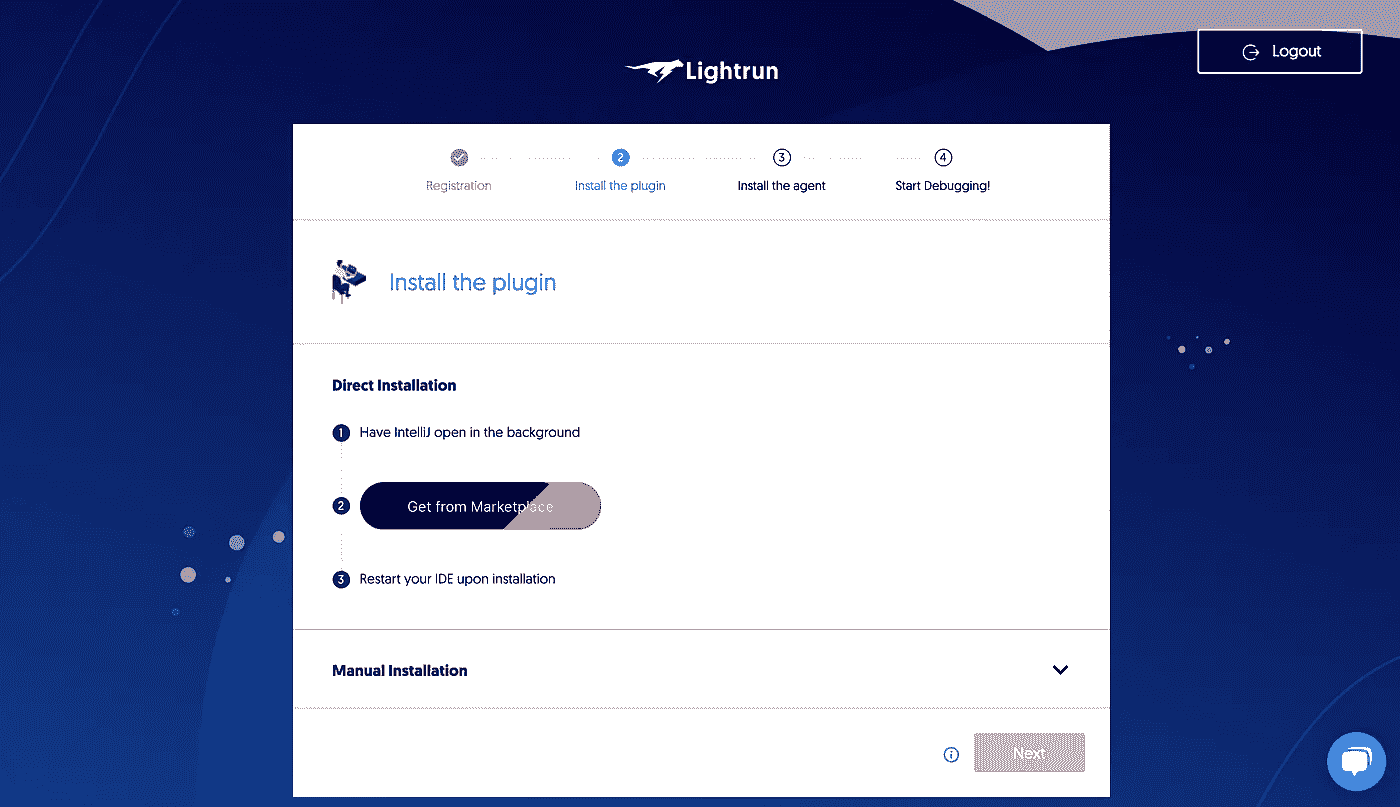 Logout
Lightrun
2
3
4
Registration
Install the plugin
Install the agent
Start Debugging!
Install the plugin
Direct Installation
1 Have IntelliJ open in the background
2 Get from Marketplace
3 Restart your IDE upon installation
Manual Installation
i
Next